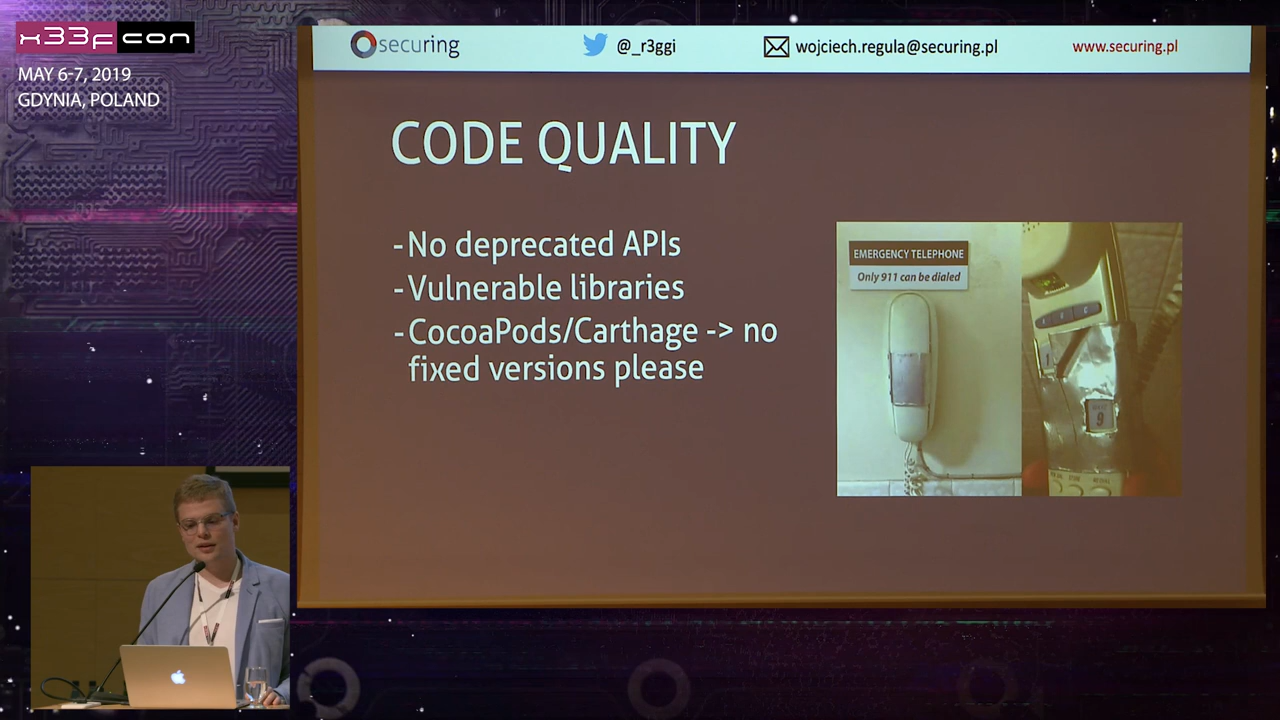 x33fcon
MAY 6-7, 2019
GDYNIA, POLAND
securing
@_r3ggi
wojciech.regula@securing.pl
www.securing.pl
CODE QUALITY
-No deprecated APIs
-Vulnerable libraries
-CocoaPods/Carthage -> no
fixed versions please
EMERGENCY TELEPHONE
Only 911 can be dialed
9